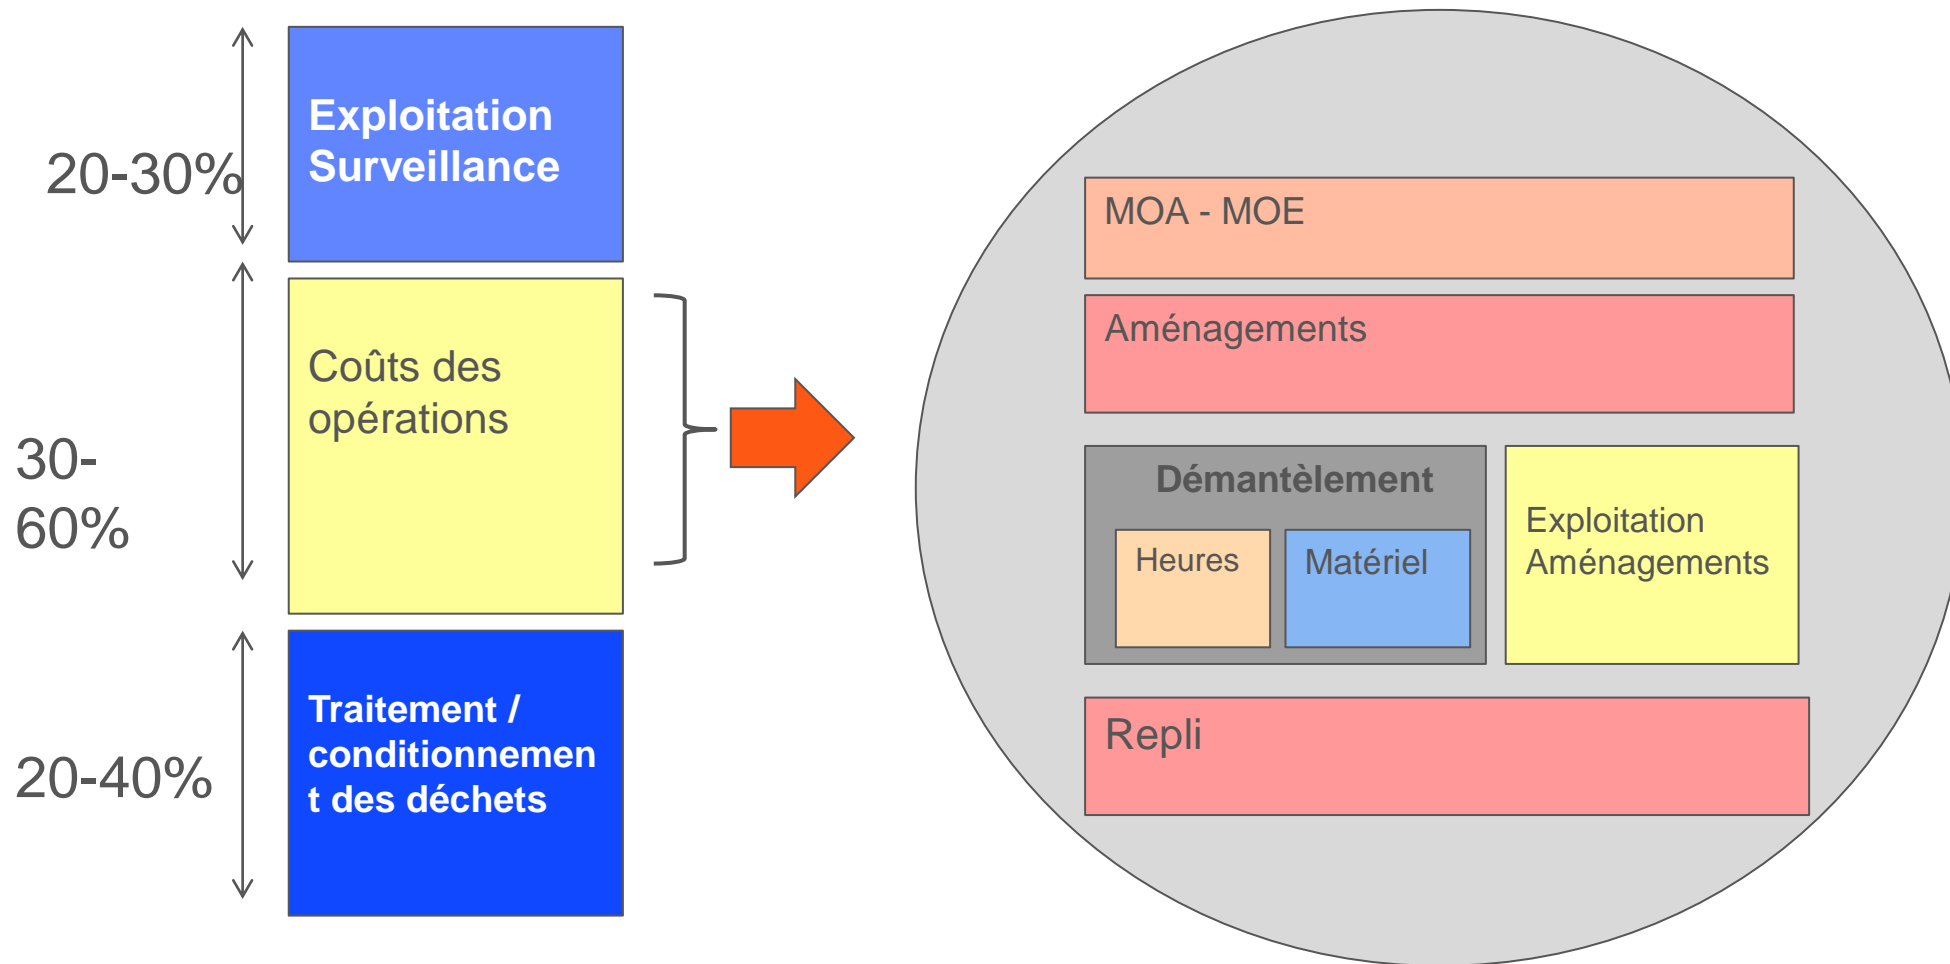 20-30%
Exploitation
Surveillance
30-
60%
Coûts des
opérations
20-40%
Traitement /
conditionnemen
t des déchets
MOA - MOE
Aménagements
Démantèlement
Heures
Matériel
Exploitation
Aménagements
Repli